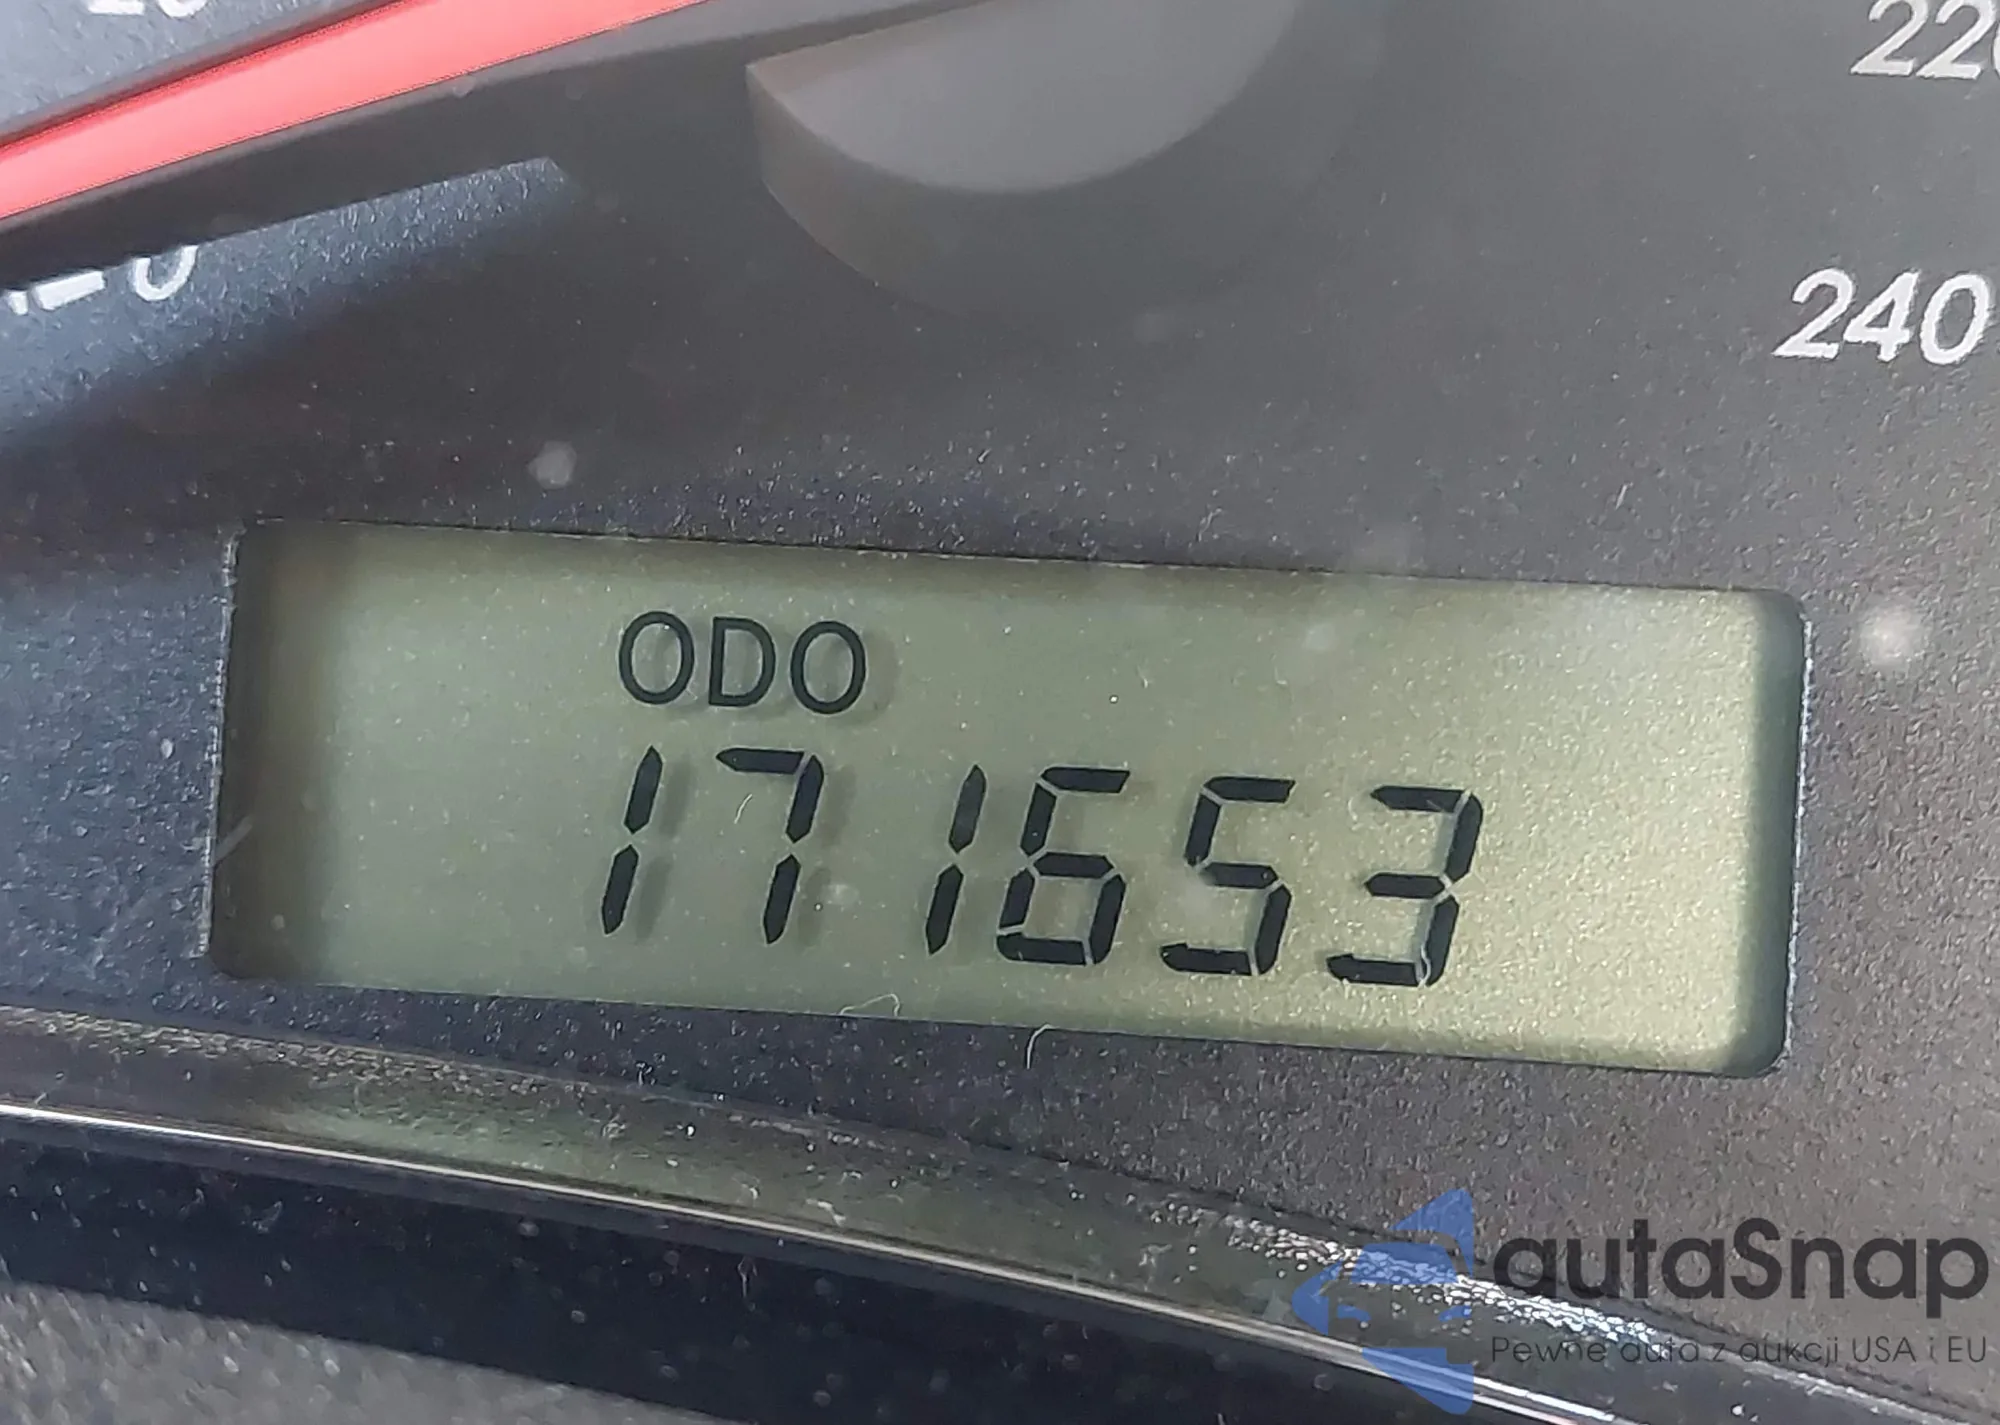 220
240
ODO
171653
autaSnap
Pewne auta z aukcji USA i EU